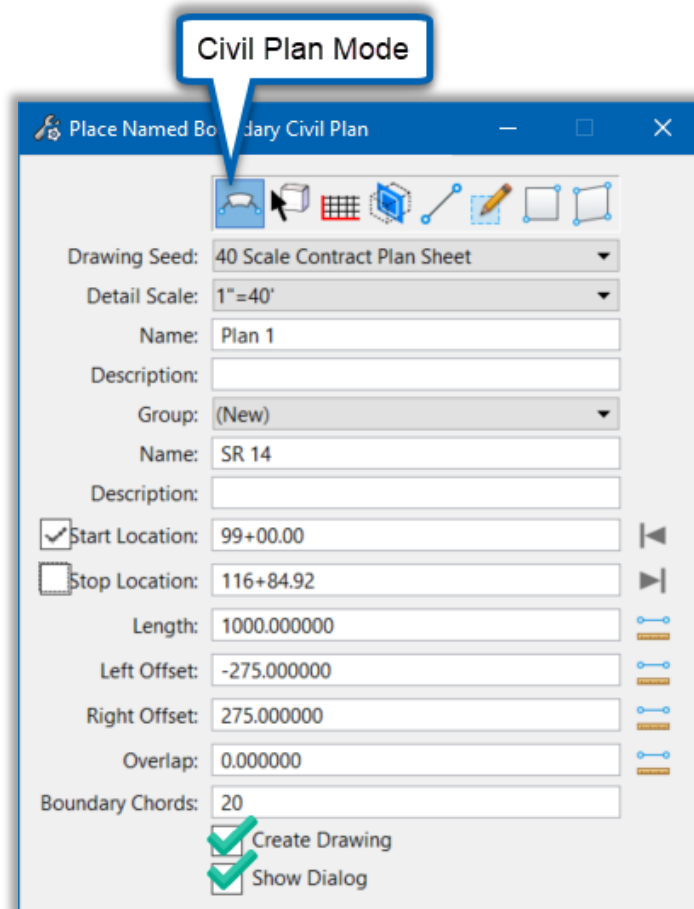 Civil Plan Mode
Place Named Bo dary Civil Plan
Drawing Seed: 40 Scale Contract Plan Sheet
Detail Scale: 1"=40'
Name: Plan 1
Description:
Group: (New)
Name: SR 14
Description:
Start Location: 99+00.00
Stop Location: 116+84.92
Length: 1000.000000
Left Offset: -275.000000
Right Offset: 275.000000
Overlap: 0.000000
Boundary Chords: 20
Create Drawing
Show Dialog